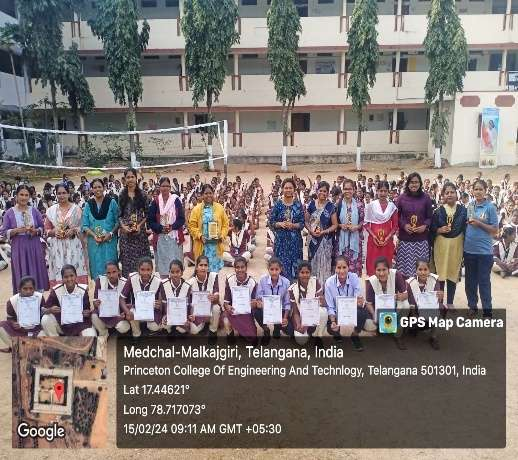 GPS Map Camera
Medchal-Malkajgiri, Telangana, India
Princeton College Of Engineering And Technlogy, Telangana 501301, India
Lat 17.44621°
Long 78.717073°
15/02/24 09:11 AM GMT +05:30
Google